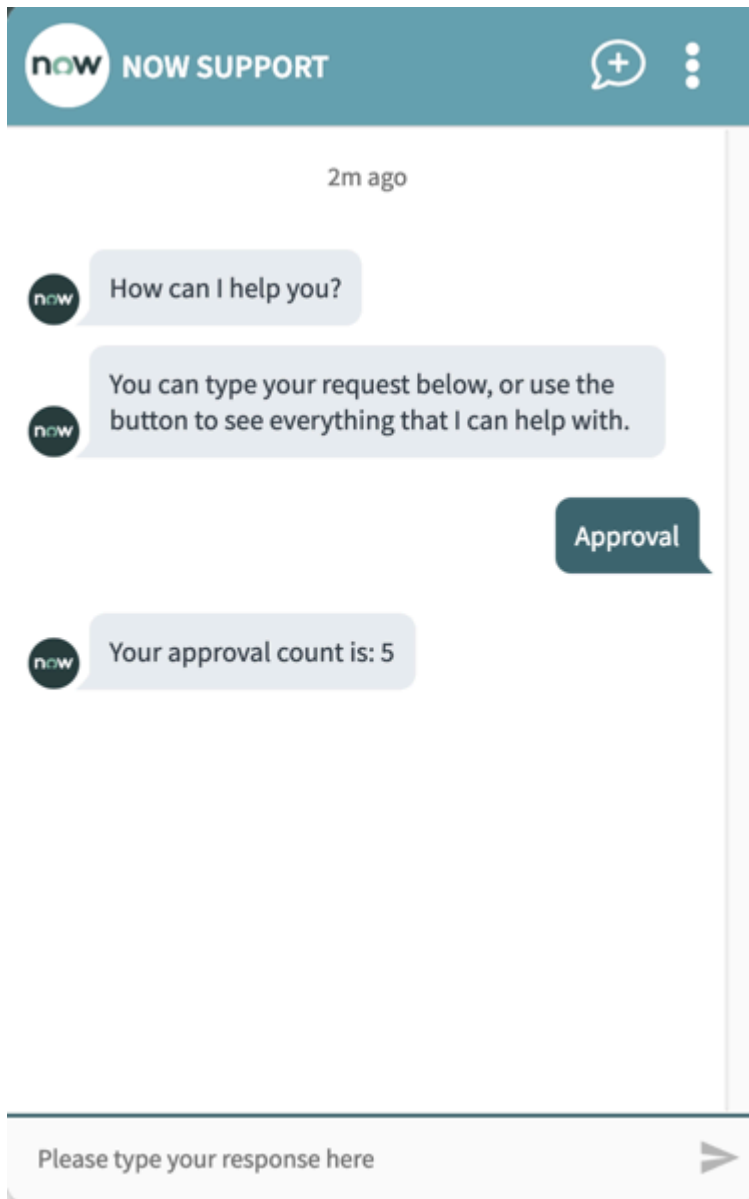 now NOW SUPPORT
2m ago
now How can I help you?
You can type your request below, or use the
now button to see everything that I can help with.
Approval
now Your approval count is: 5
Please type your response here